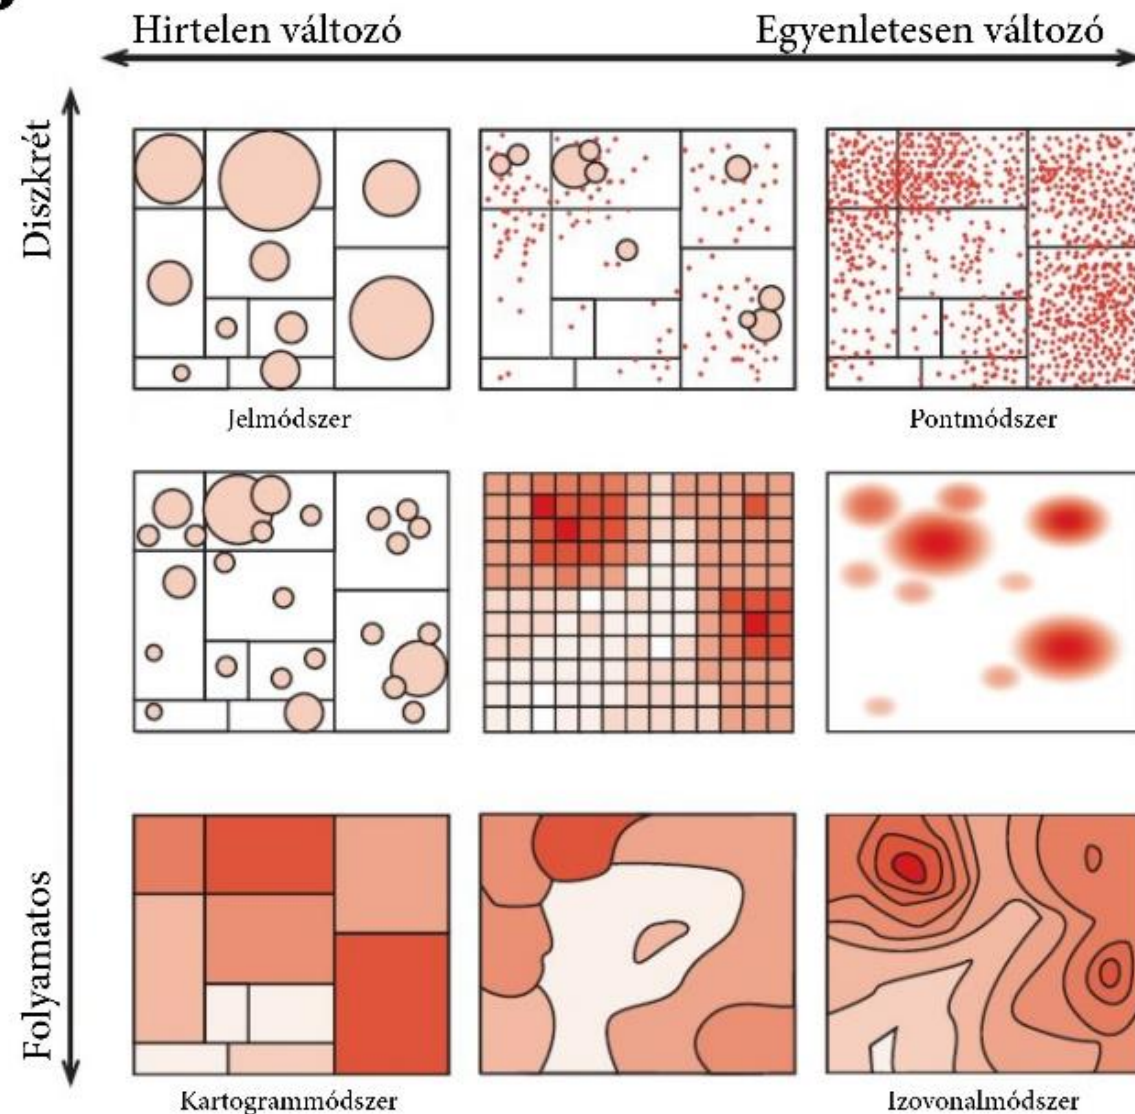 Hirtelen változó
Egyenletesen változó
Diszkrét
Jelmódszer
Pontmódszer
Folyamatos
Kartogrammódszer
Izovonalmódszer